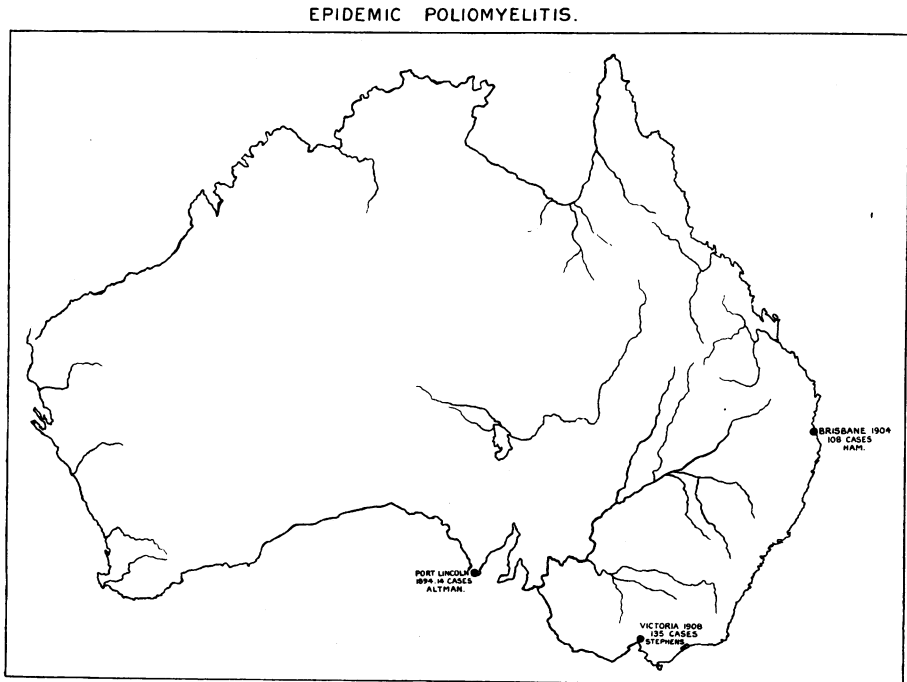 EPIDEMIC POLIOMYELITIS.
BRISBANE 1904
108 CASES
HAM.
PORT LINCOLN
1894. 14 CASES
ALTMAN.
VICTORIA 1908
135 CASES
STEPHENS.